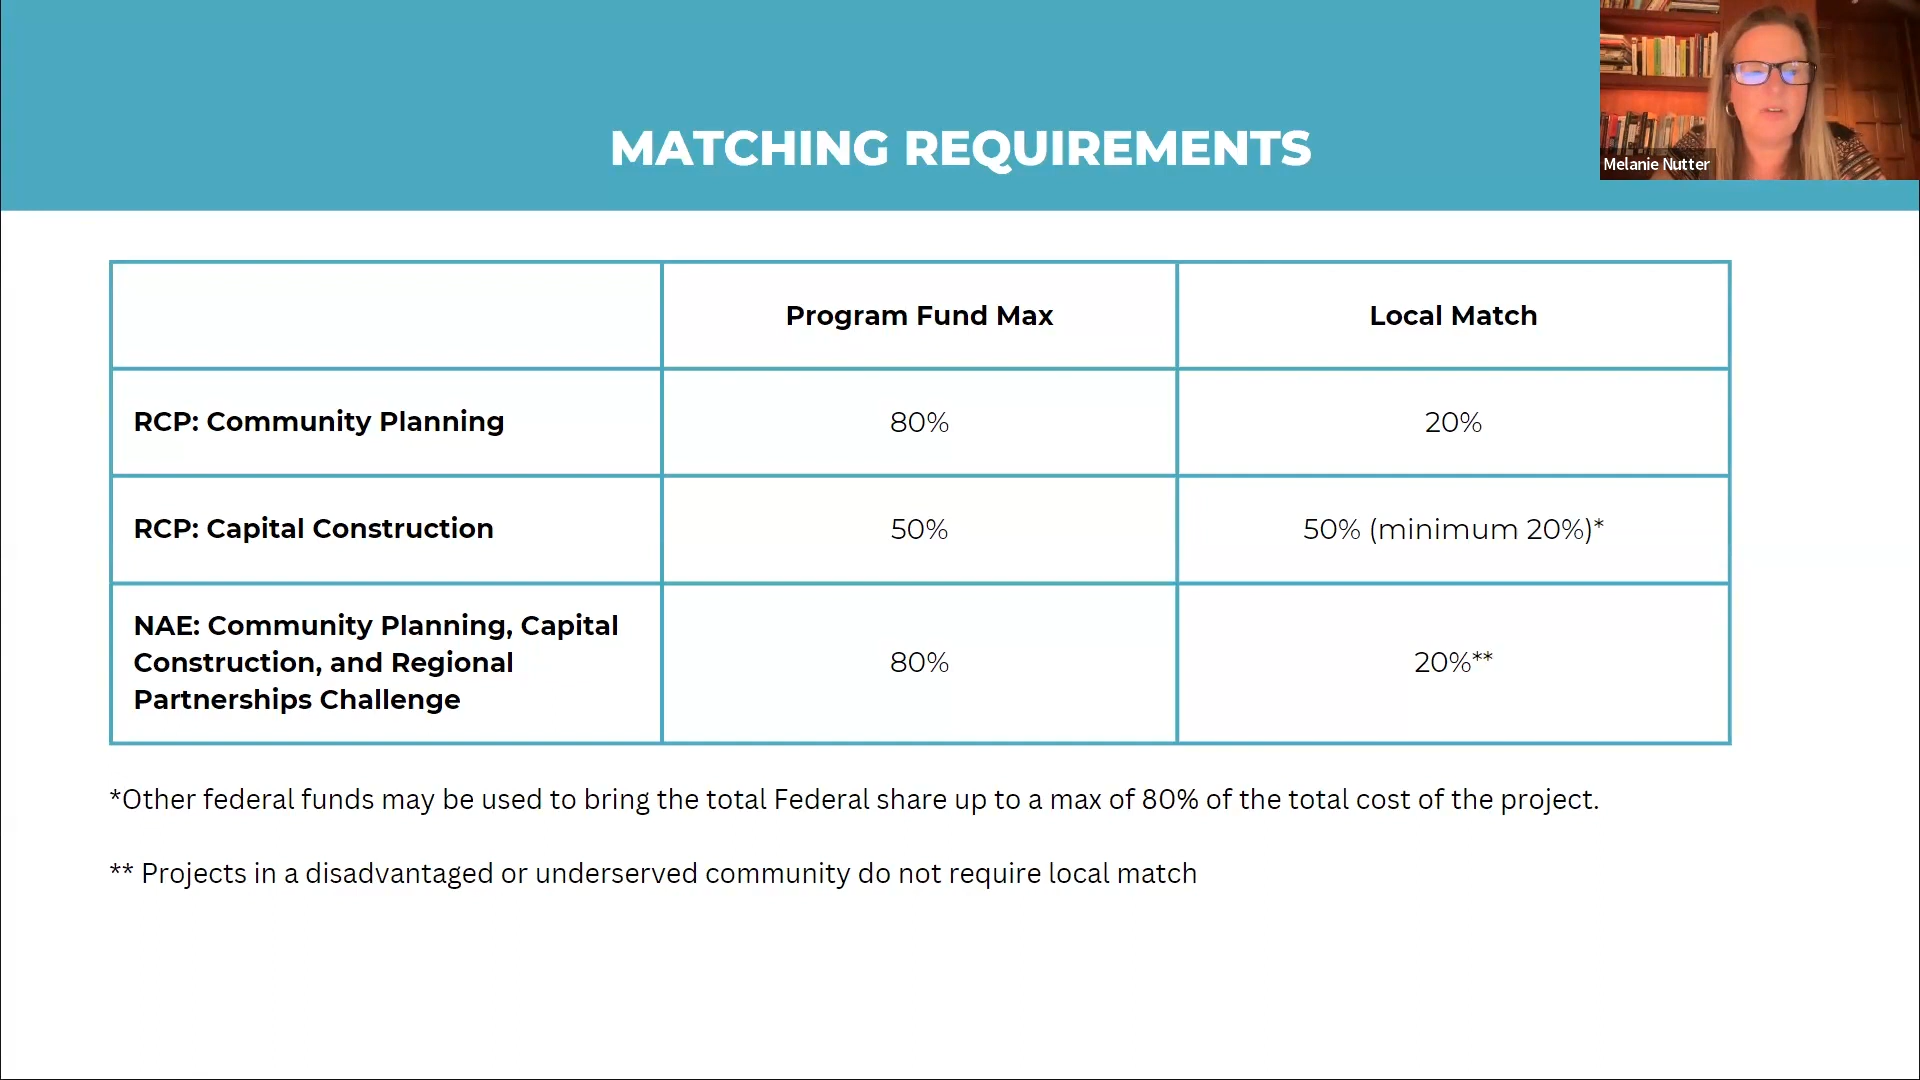 MATCHING REQUIREMENTS
Melanie Nutter
Program Fund Max
Local Match
RCP: Community Planning
80%
20%
RCP: Capital Construction
50%
50% (minimum 20%)*
NAE: Community Planning, Capital
Construction, and Regional
Partnerships Challenge
80%
20%**
*Other federal funds may be used to bring the total Federal share up to a max of 80% of the total cost of the project.
** Projects in a disadvantaged or underserved community do not require local match